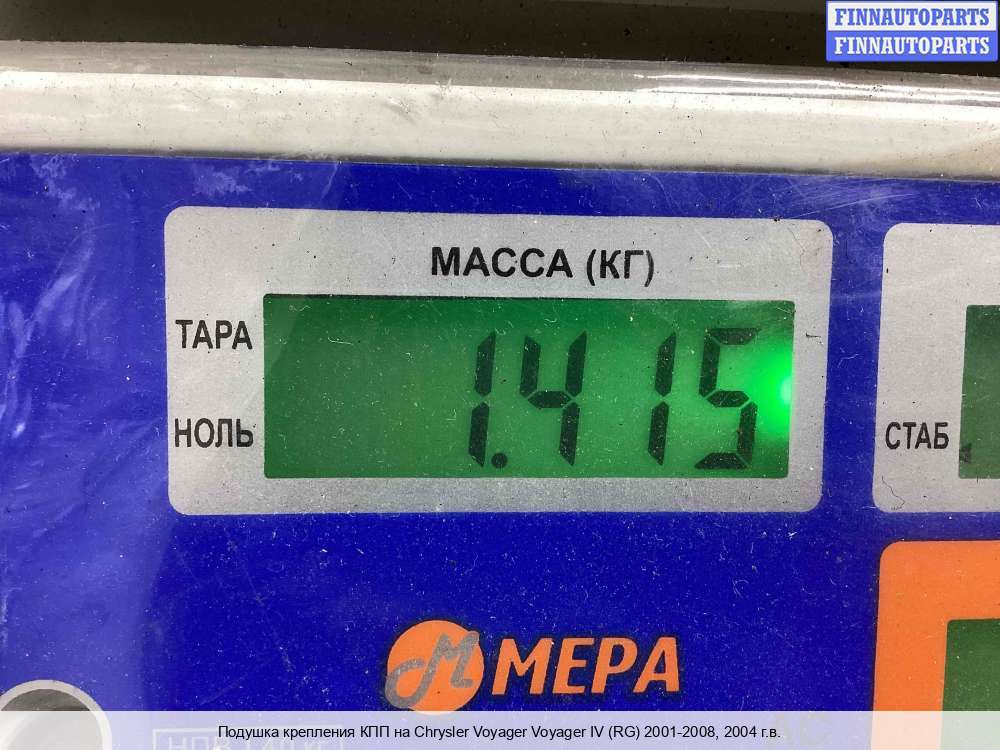 FINNAUTOPARTS
FINNAUTOPARTS
МАССА (КГ)
ТАРА
1.415
НОЛЬ
СТАБ
МЕРА
Подушка крепления КПП на Chrysler Voyager Voyager IV (RG) 2001-2008, 2004 г.в.